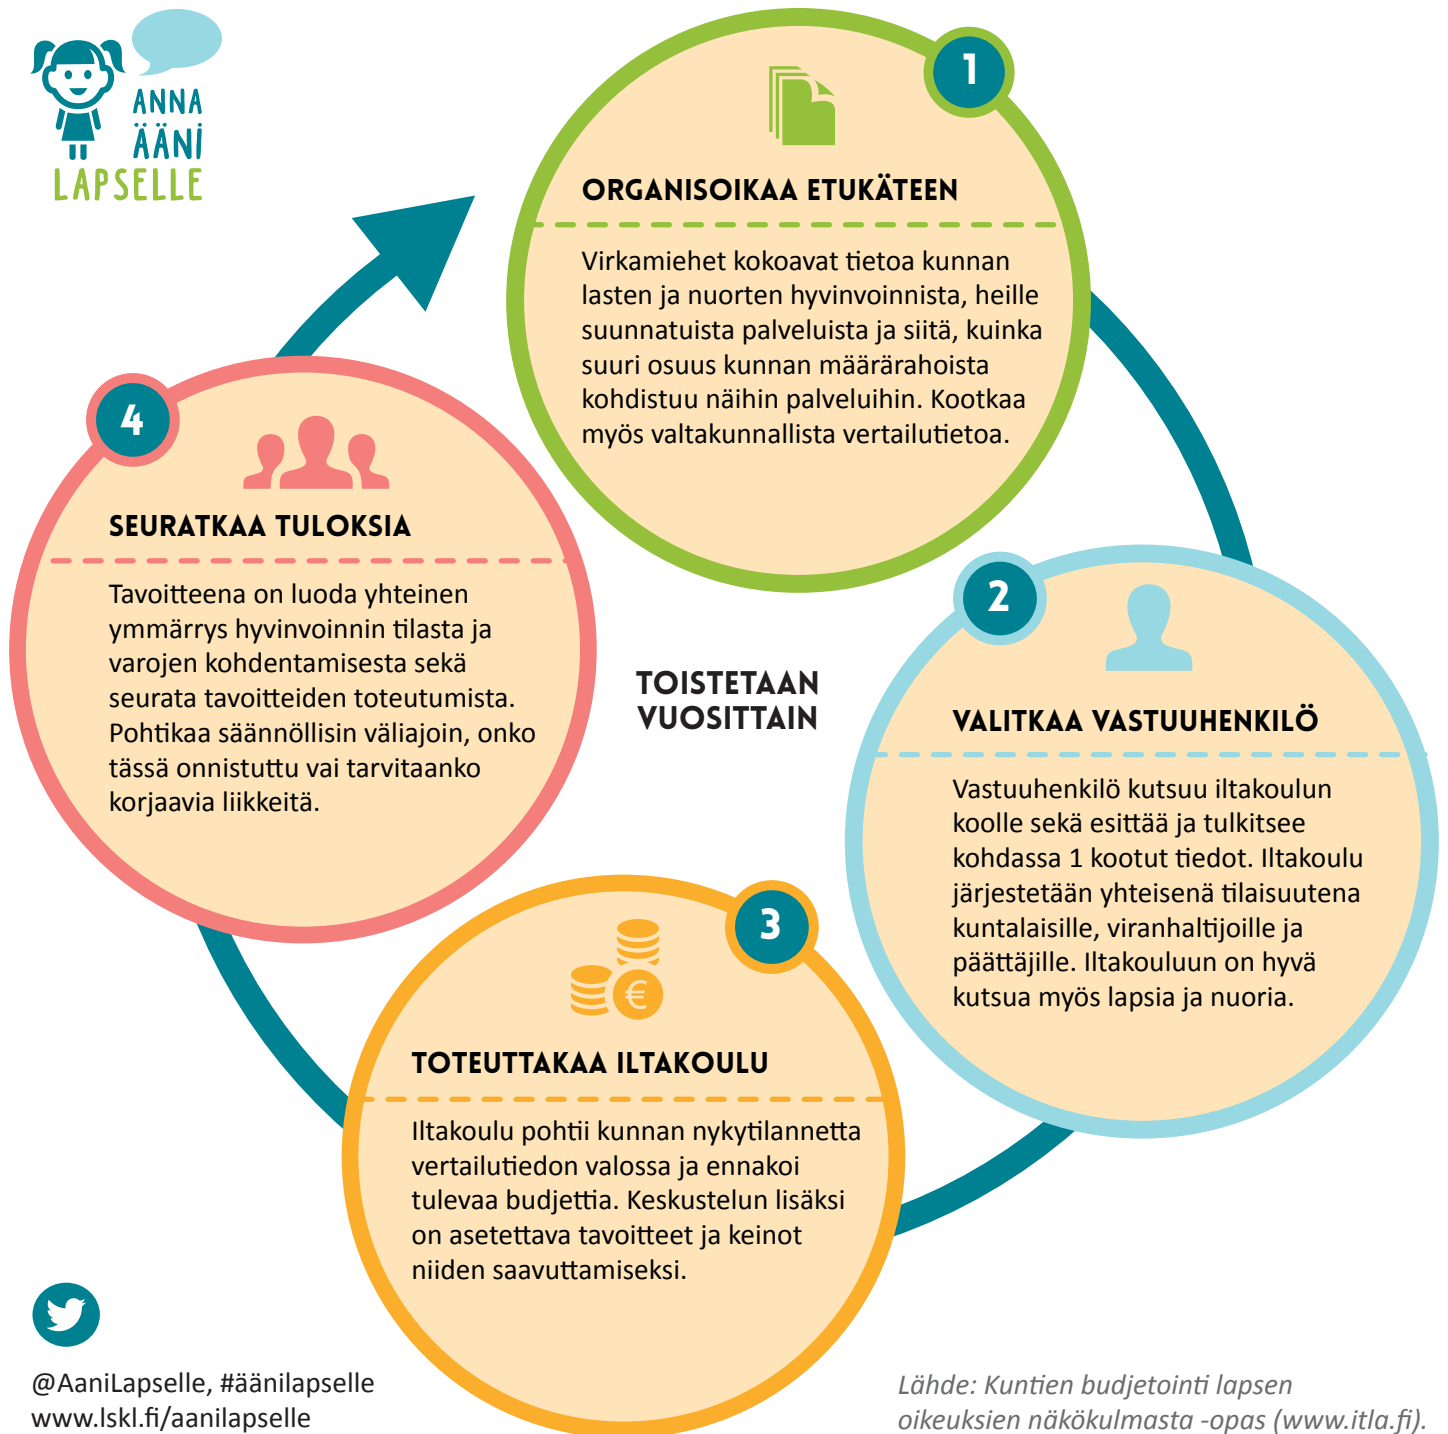 ANNA
ÄÄNI
LAPSELLE
1
ORGANISOIKAA ETUKÄTEEN
Virkamiehet kokoavat tietoa kunnan
lasten ja nuorten hyvinvoinnista, heille
suunnatuista palveluista ja siitä, kuinka
suuri osuus kunnan määrärahoista
kohdistuu näihin palveluihin. Kootkaa
myös valtakunnallista vertailutietoa.
2
VALITKAA VASTUUHENKILÖ
Vastuuhenkilö kutsuu iltakoulun
koolle sekä esittää ja tulkitsee
kohdassa 1 kootut tiedot. Iltakoulu
järjestetään yhteisenä tilaisuutena
kuntalaisille, viranhaltijoille ja
päättäjille. Iltakouluun on hyvä
kutsua myös lapsia ja nuoria.
3
€
TOTEUTTAKAA ILTAKOULU
Iltakoulu pohtii kunnan nykytilannetta
vertailutiedon valossa ja ennakoi
tulevaa budjettia. Keskustelun lisäksi
on asetettava tavoitteet ja keinot
niiden saavuttamiseksi.
4
SEURATKAA TULOKSIA
Tavoitteena on luoda yhteinen
ymmärrys hyvinvoinnin tilasta ja
varojen kohdentamisesta sekä
seurata tavoitteiden toteutumista.
Pohtikaa säännöllisin väliajoin, onko
tässä onnistuttu vai tarvitaanko
korjaavia liikkeitä.
TOISTETAAN
VUOSITTAIN
@AaniLapselle, #äänilapselle
www.lskl.fi/aanilapselle
Lähde: Kuntien budjetointi lapsen
oikeuksien näkökulmasta -opas (www.itla.fi).